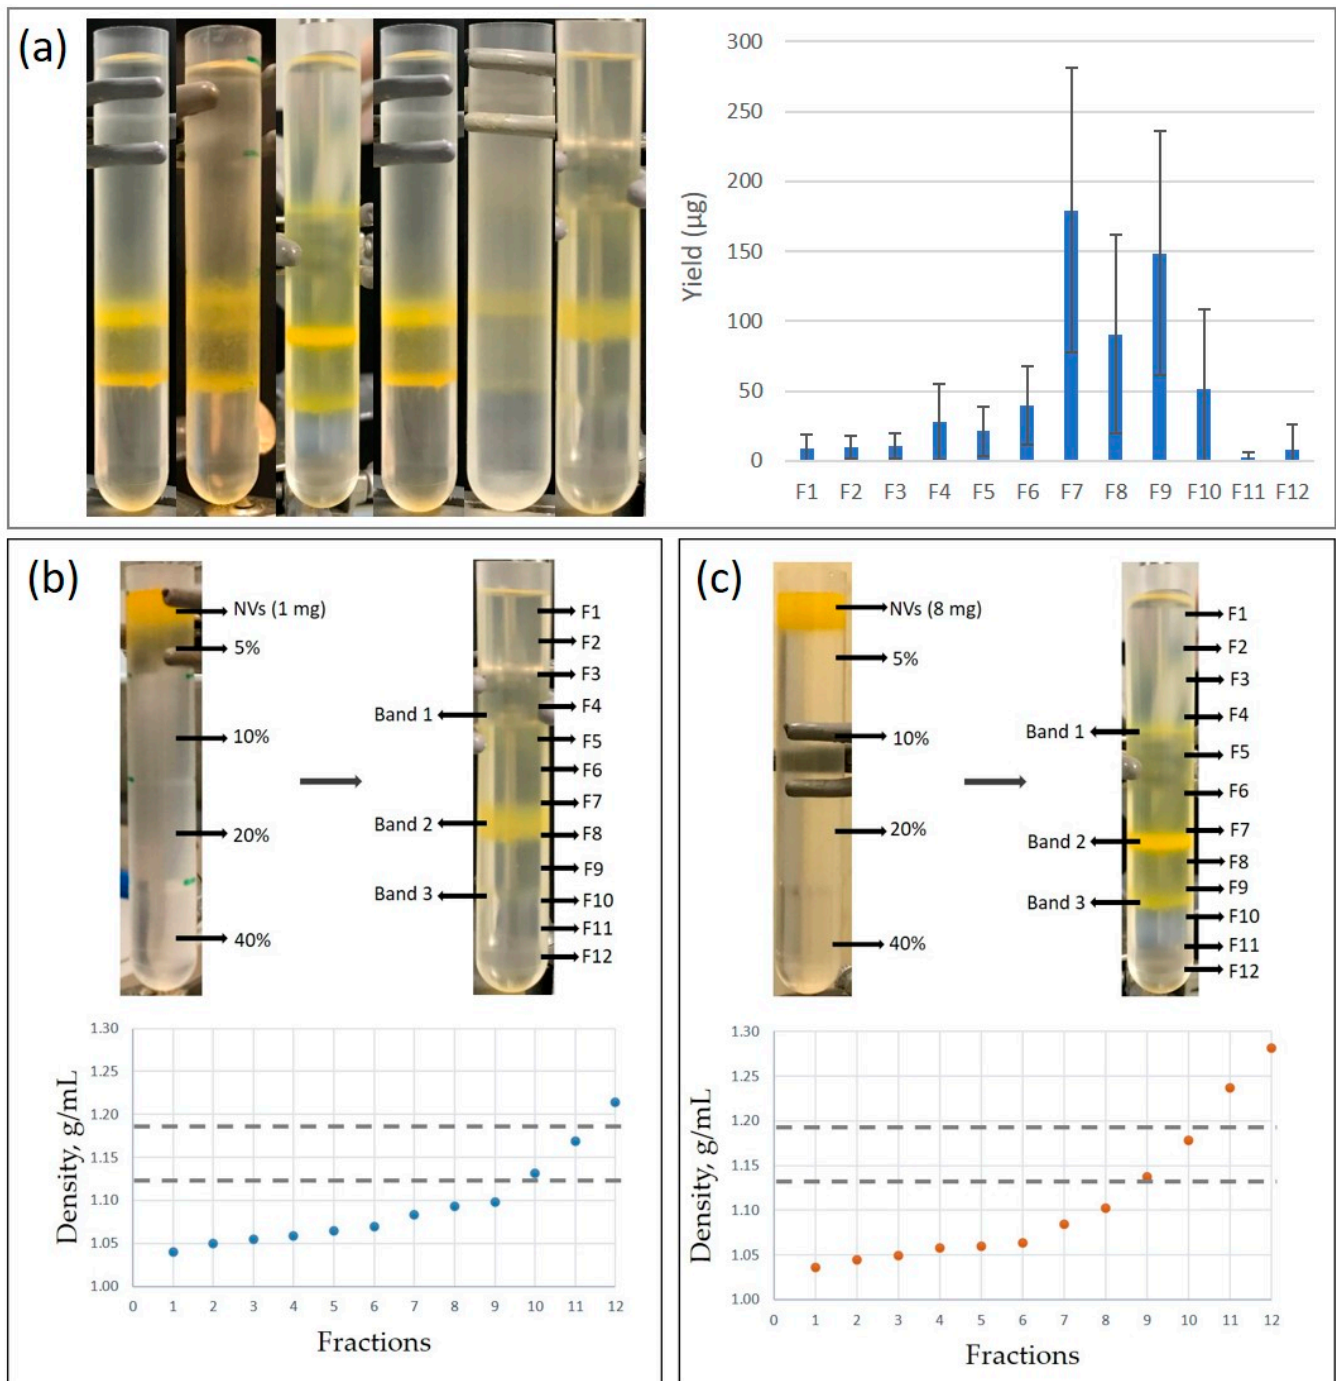 (a)
300
250
200
150
100
50
0
Yield (µg)
F1 F2 F3 F4 F5 F6 F7 F8 F9 F10 F11 F12
(b)
NVs (1 mg)
5%
10%
20%
40%
Band 1
Band 2
Band 3
F1
F2
F3
F4
F5
F6
F7
F8
F9
F10
F11
F12
1.30
1.25
1.20
1.15
1.10
1.05
1.00
Density, g/mL
0 1 2 3 4 5 6 7 8 9 10 11 12
Fractions
(c)
NVs (8 mg)
5%
10%
20%
40%
Band 1
Band 2
Band 3
F1
F2
F3
F4
F5
F6
F7
F8
F9
F10
F11
F12
1.30
1.25
1.20
1.15
1.10
1.05
1.00
Density, g/mL
0 1 2 3 4 5 6 7 8 9 10 11 12
Fractions